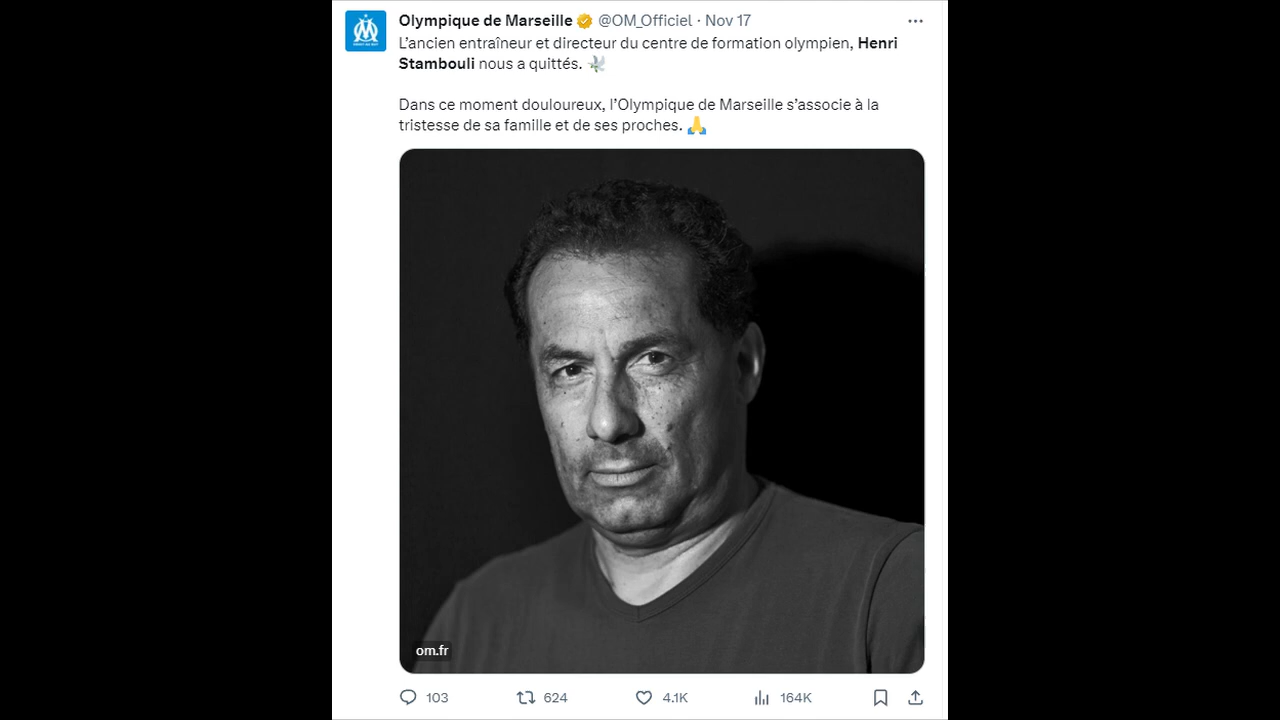 Olympique de Marseille @OM_Officiel · Nov 17
L’ancien entraîneur et directeur du centre de formation olympien, Henri
Stambouli nous a quittés. 🕊️
Dans ce moment douloureux, l’Olympique de Marseille s’associe à la
tristesse de sa famille et de ses proches. 🙏
om.fr
103 624 4.1K 164K